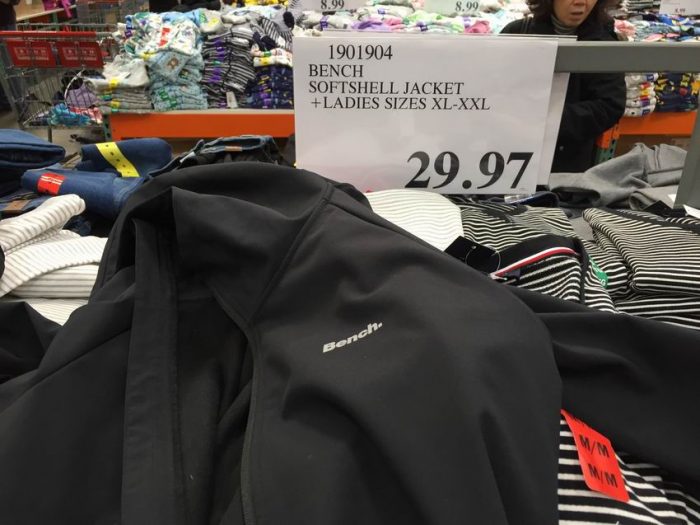 8.99
8.99
1901904
BENCH
SOFTSHELL JACKET
+LADIES SIZES XL-XXL
29.97
Bench.
M/M
M/M